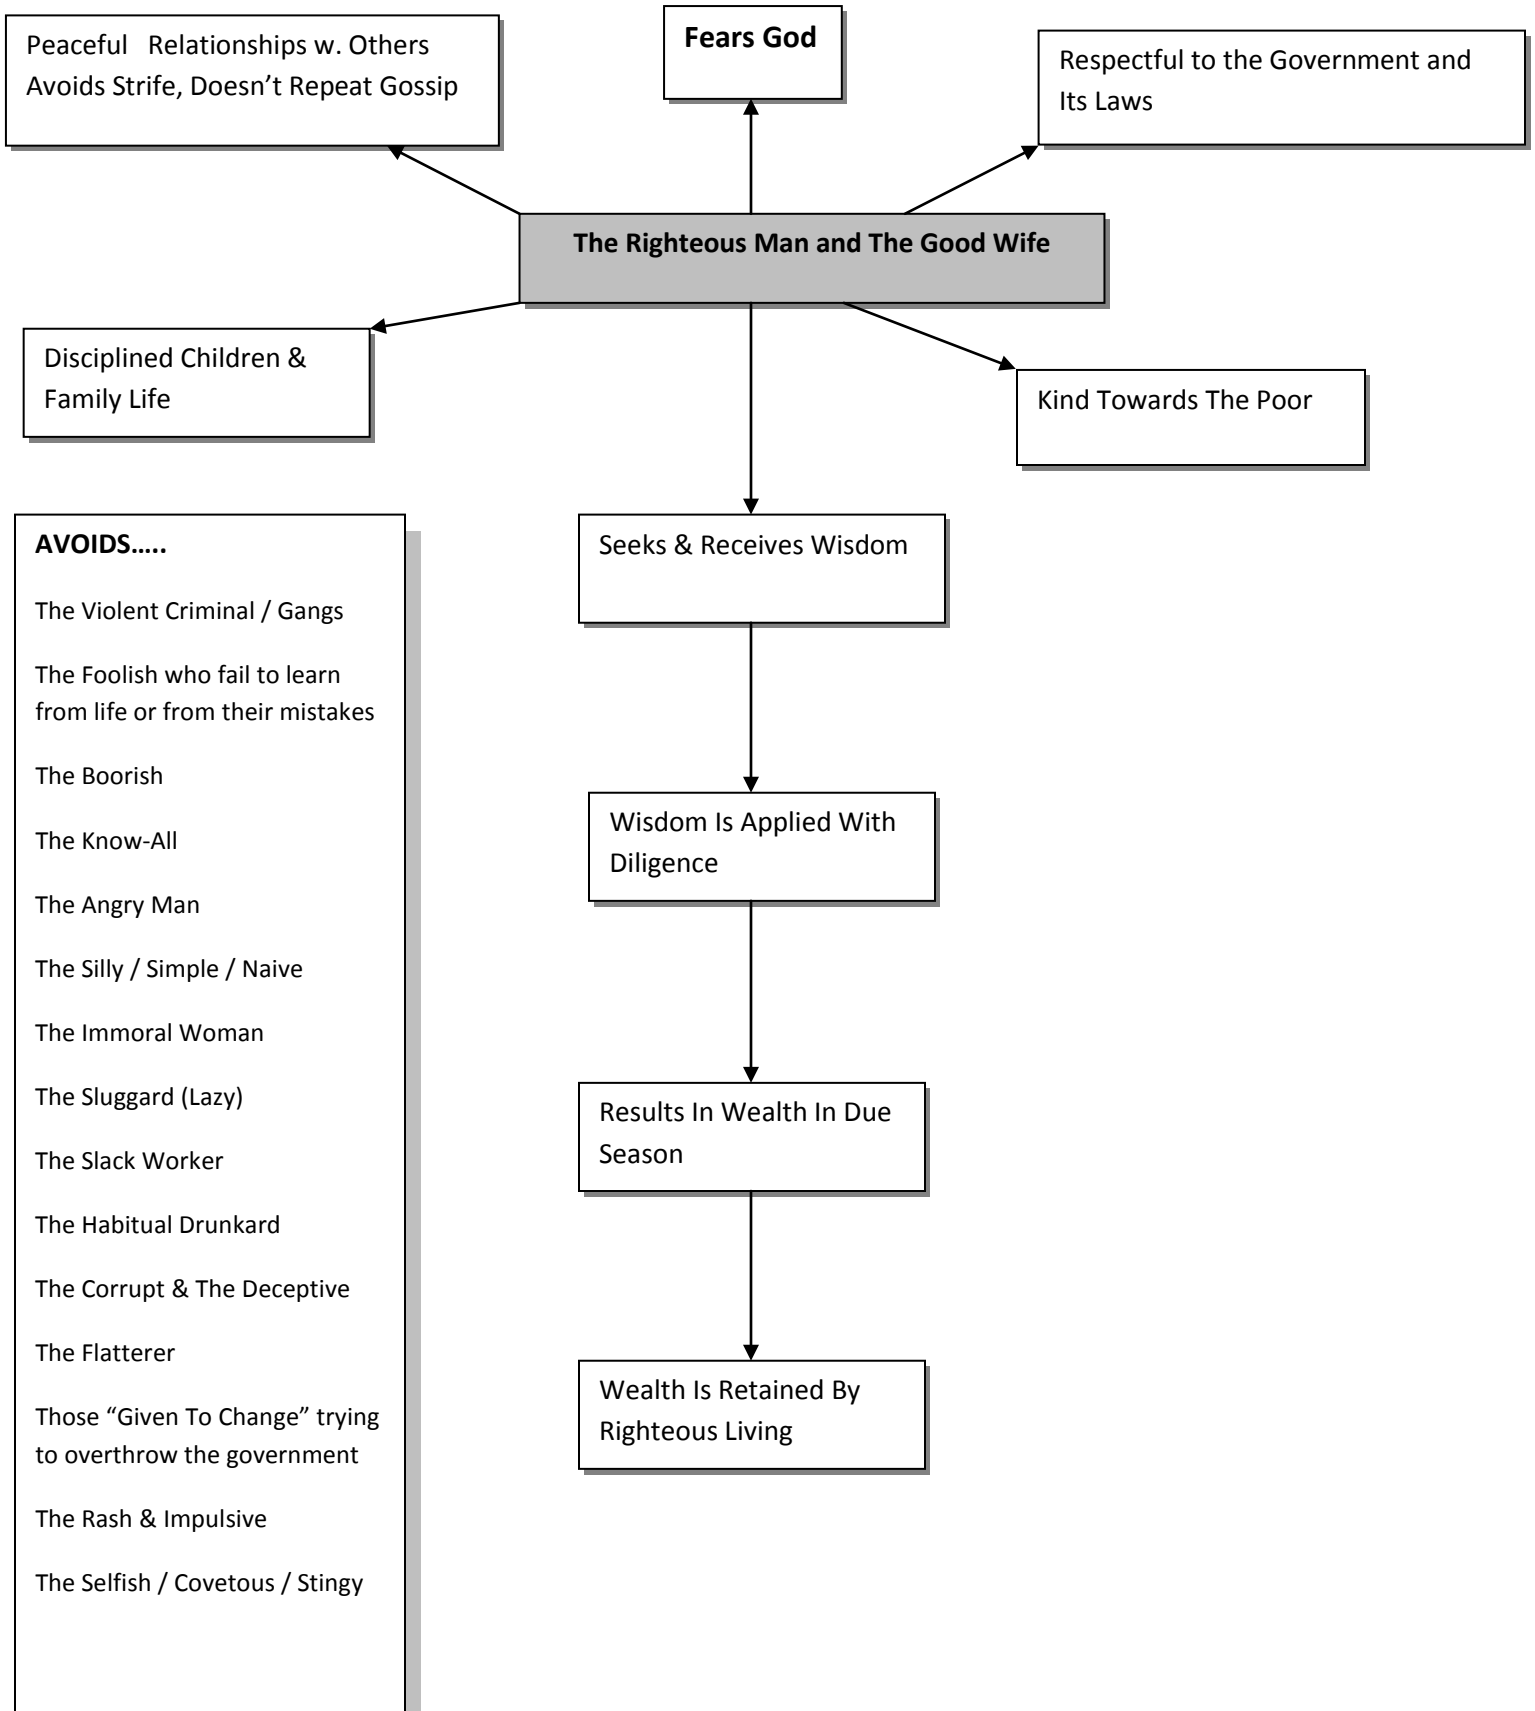 Peaceful   Relationships w. Others
Avoids Strife, Doesn’t Repeat Gossip
Fears God
Respectful to the Government and
Its Laws
The Righteous Man and The Good Wife
Disciplined Children &
Family Life
Kind Towards The Poor
AVOIDS…..
The Violent Criminal / Gangs
The Foolish who fail to learn
from life or from their mistakes
The Boorish
The Know-All
The Angry Man
The Silly / Simple / Naive
The Immoral Woman
The Sluggard (Lazy)
The Slack Worker
The Habitual Drunkard
The Corrupt & The Deceptive
The Flatterer
Those “Given To Change” trying
to overthrow the government
The Rash & Impulsive
The Selfish / Covetous / Stingy
Seeks & Receives Wisdom
Wisdom Is Applied With
Diligence
Results In Wealth In Due
Season
Wealth Is Retained By
Righteous Living